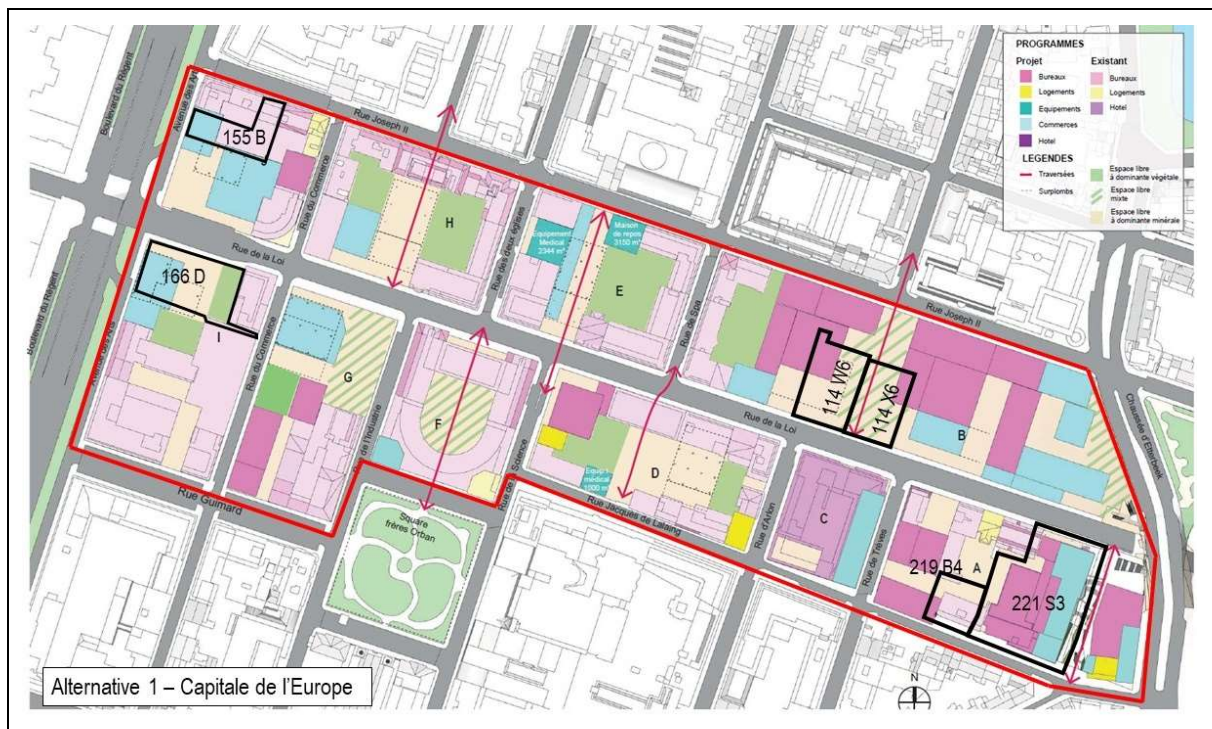 PROGRAMMES
Projet
Existant
Bureaux
Bureaux
Logements
Logements
Equipements
Hotel
Commerces
Hotel
LEGENDES
Traversées
Espace libre
à dominante végétale
Surplombs
Espace libre
mixte
Espace libre
à dominante minérale
Boulevard du Régent
Avenue des Arts
Rue Joseph II
155 B
Rue du Commerce
H
Rue des deux églises
Equipement
Médical
2344 m²
Maison
de repos
3150 m²
E
Rue de Spa
Rue Joseph II
Rue de la Loi
166 D
I
Boulevard du Régent
Avenue des Arts
Rue du Commerce
G
Rue de l'Industrie
F
Rue de la Science
Rue de la Loi
114 W6
114 X6
B
Chaussée d'Etterbeek
Equip.t
médical
1000 m²
D
Rue Jacques de Lalaing
Rue d'Arlon
C
Rue de Trèves
219 B4
A
221 S3
Rue Guimard
Square
frères Orban
N
Alternative 1 – Capitale de l'Europe